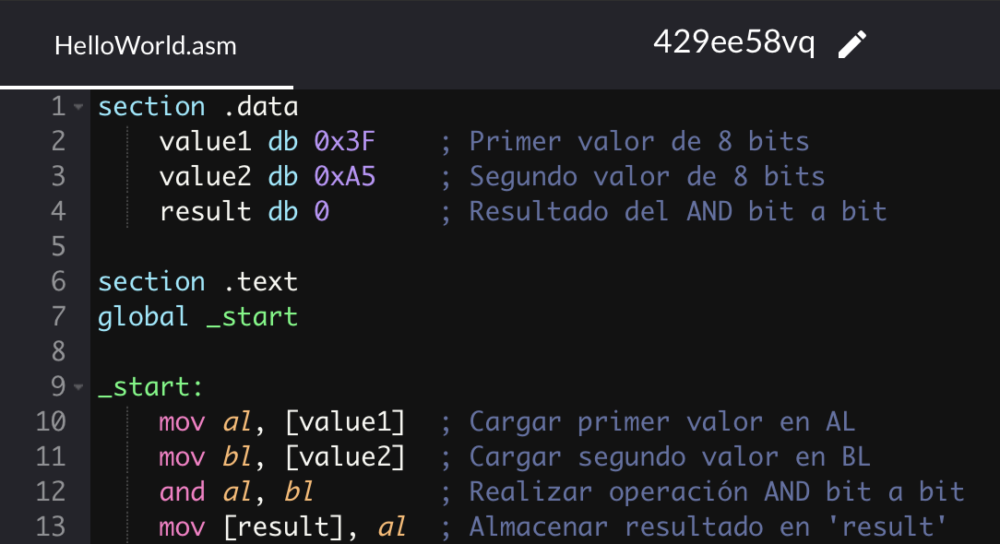 HelloWorld.asm 429ee58vq
1 section .data
2 value1 db 0x3F ; Primer valor de 8 bits
3 value2 db 0xA5 ; Segundo valor de 8 bits
4 result db 0 ; Resultado del AND bit a bit
5
6 section .text
7 global _start
8
9 _start:
10 mov al, [value1] ; Cargar primer valor en AL
11 mov bl, [value2] ; Cargar segundo valor en BL
12 and al, bl ; Realizar operación AND bit a bit
13 mov [result], al ; Almacenar resultado en 'result'